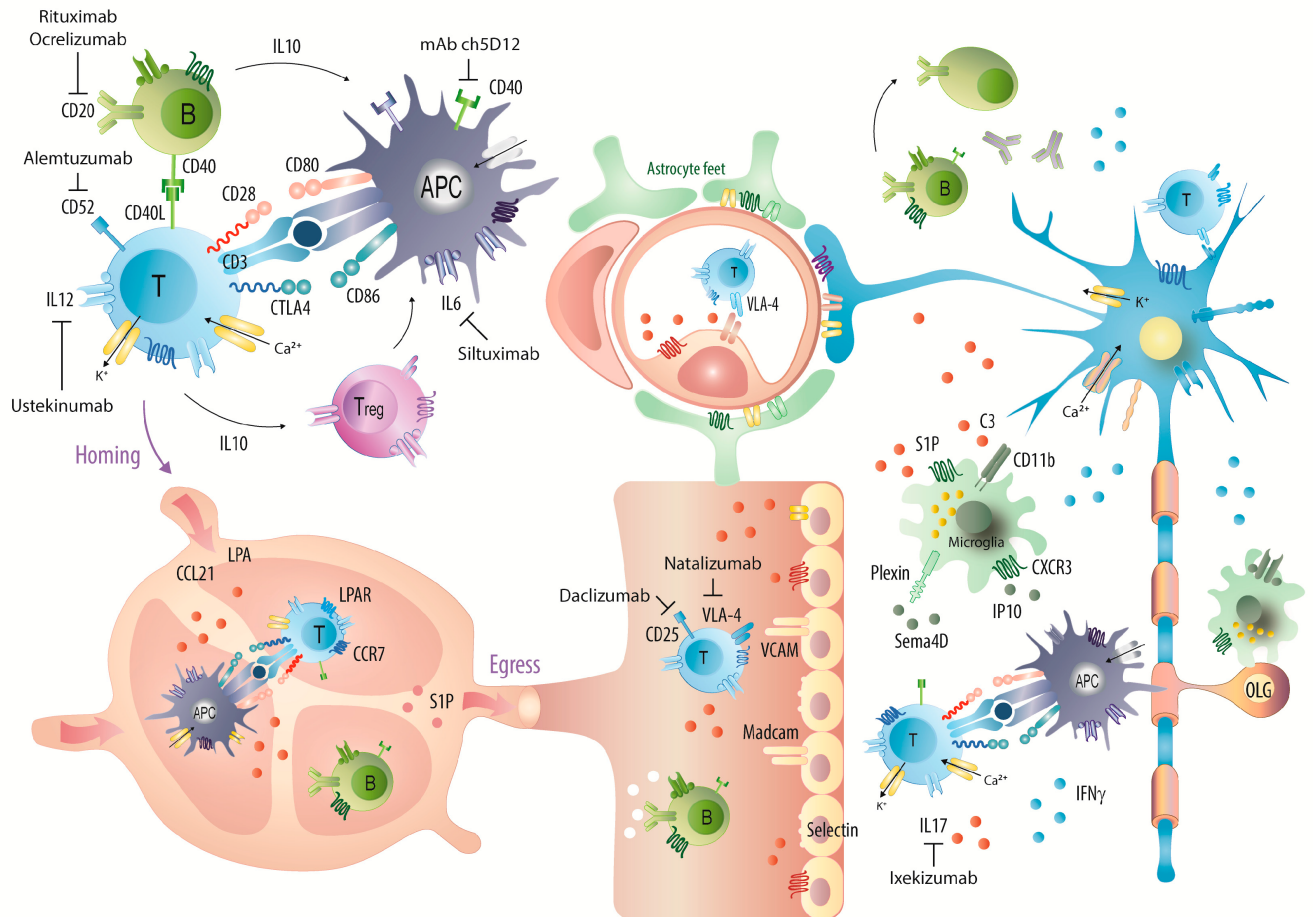 Rituximab
Ocrelizumab
IL10
mAb ch5D12
CD40
CD20
B
Alemtuzumab
CD52
CD40
CD40L
CD28
CD80
APC
CD3
T
IL12
CTLA4
CD86
IL6
Siltuximab
K⁺
Ca²⁺
Ustekinumab
Treg
IL10
Homing
Astrocyte feet
T
VLA-4
B
T
K⁺
Ca²⁺
LPA
CCL21
LPAR
T
CCR7
APC
S1P
Egress
B
Natalizumab
Daclizumab
VLA-4
CD25
T
VCAM
Madcam
B
Selectin
C3
S1P
CD11b
Microglia
Plexin
CXCR3
IP10
Sema4D
APC
OLG
T
Ca²⁺
K⁺
IFNγ
IL17
Ixekizumab